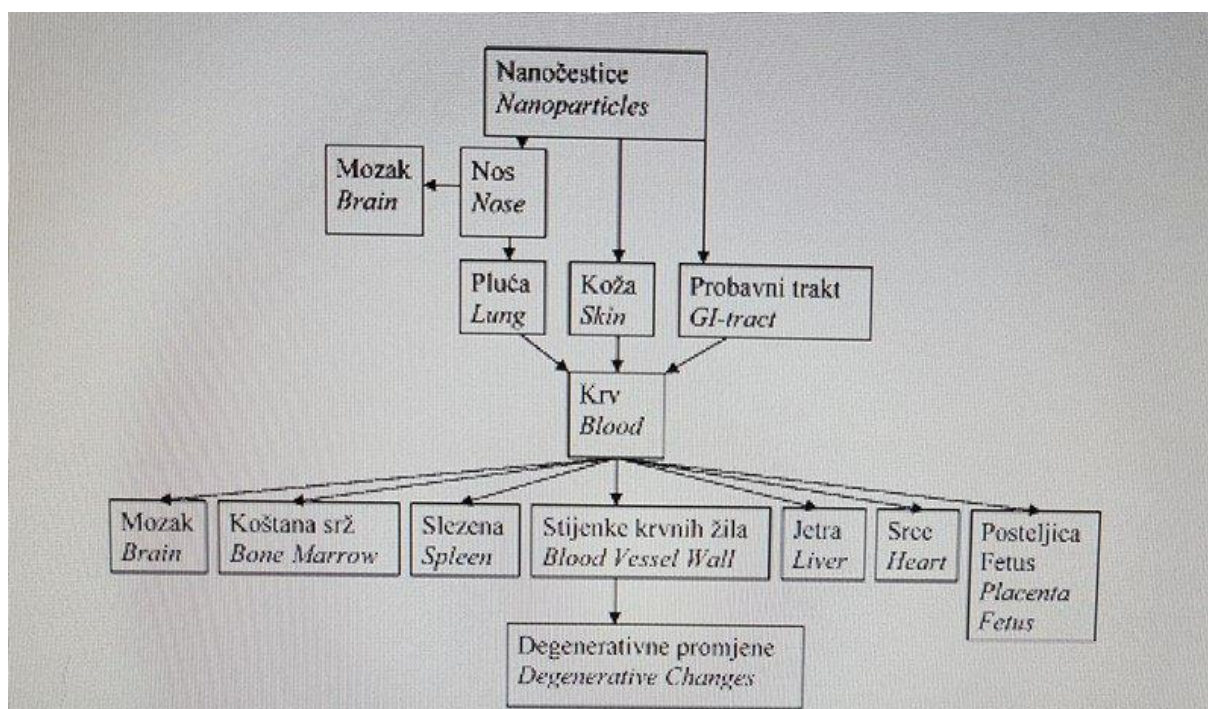 Nanočestice
Nanoparticles
Mozak
Brain
Nos
Nose
Pluća
Lung
Koža
Skin
Probavni trakt
GI-tract
Krv
Blood
Mozak
Brain
Koštana srž
Bone Marrow
Slezena
Spleen
Stijenke krvnih žila
Blood Vessel Wall
Jetra
Liver
Srce
Heart
Posteljica
Fetus
Placenta
Fetus
Degenerativne promjene
Degenerative Changes